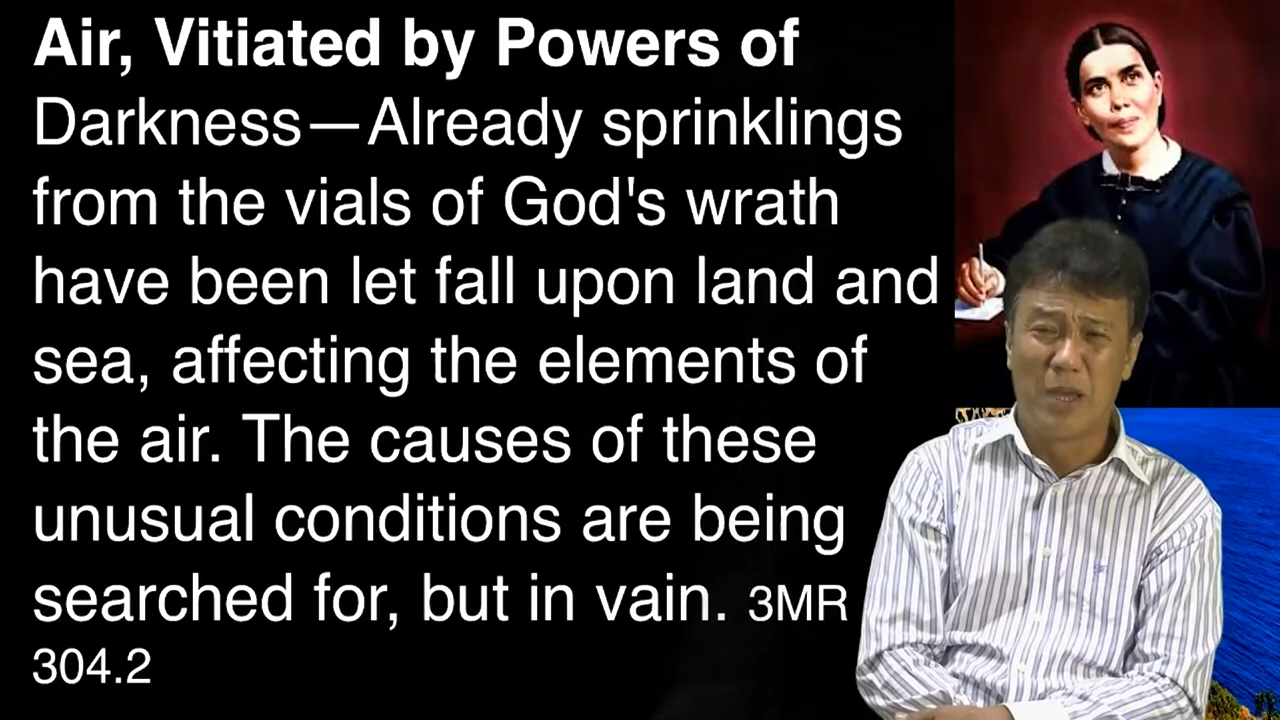 Air, Vitiated by Powers of
Darkness—Already sprinklings
from the vials of God's wrath
have been let fall upon land and
sea, affecting the elements of
the air. The causes of these
unusual conditions are being
searched for, but in vain. 3MR
304.2